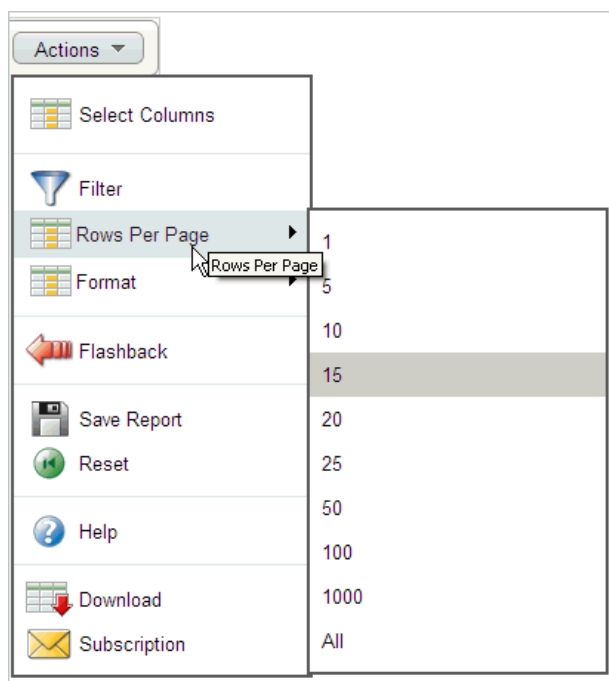 Actions
Select Columns
Filter
Rows Per Page
Rows Per Page
Format
Flashback
Save Report
Reset
Help
Download
Subscription
1
5
10
15
20
25
50
100
1000
All